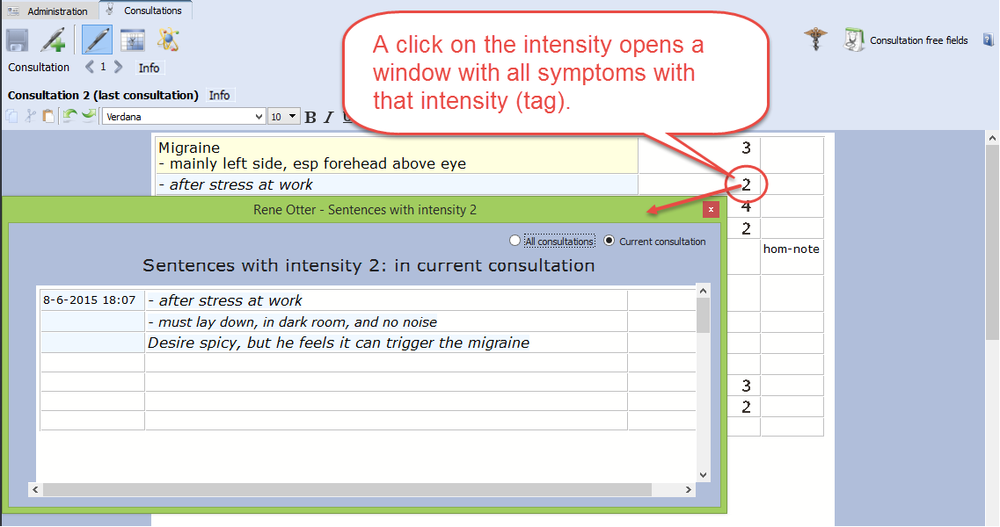 Administration
Consultations
Consultation free fields
Consultation 1 Info
Consultation 2 (last consultation) Info
Verdana 10 B I
A click on the intensity opens a
window with all symptoms with
that intensity (tag).
Migraine 3
- mainly left side, esp forehead above eye
- after stress at work 2
4
2
hom-note
3
2
Rene Otter - Sentences with intensity 2 x
All consultations Current consultation
Sentences with intensity 2: in current consultation
8-6-2015 18:07 - after stress at work
- must lay down, in dark room, and no noise
Desire spicy, but he feels it can trigger the migraine